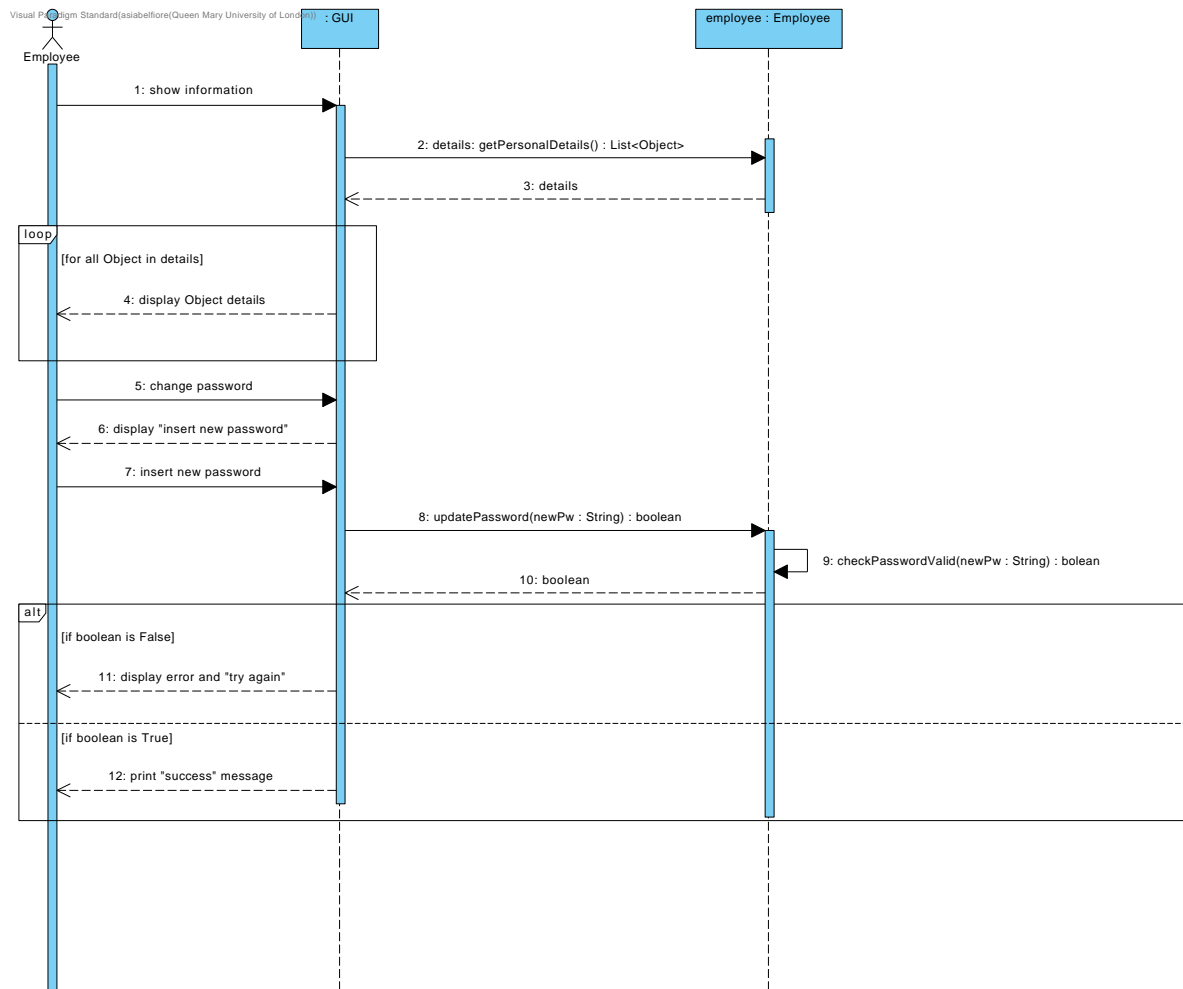 Visual Paradigm Standard(asiabelfiore(Queen Mary University of London))
: GUI
employee : Employee
Employee
1: show information
2: details: getPersonalDetails() : List<Object>
3: details
loop
[for all Object in details]
4: display Object details
5: change password
6: display "insert new password"
7: insert new password
8: updatePassword(newPw : String) : boolean
9: checkPasswordValid(newPw : String) : bolean
10: boolean
alt
[if boolean is False]
11: display error and "try again"
[if boolean is True]
12: print "success" message